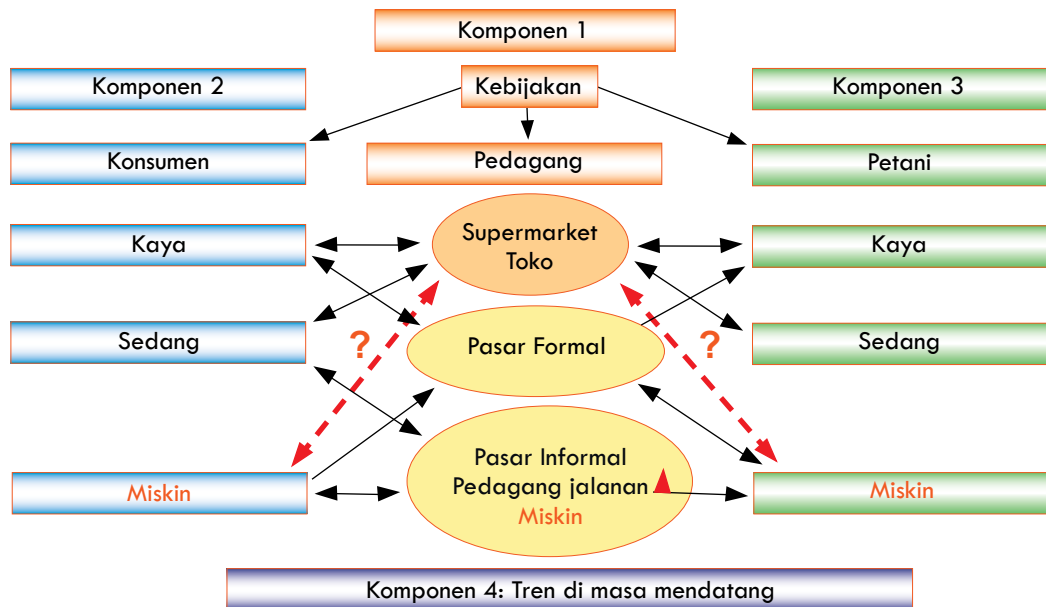 Komponen 1
Komponen 2
Kebijakan
Komponen 3
Konsumen
Pedagang
Petani
Kaya
Supermarket
Toko
Kaya
Sedang
?
Pasar Formal
?
Sedang
Miskin
Pasar Informal
Pedagang jalanan
Miskin
Miskin
Komponen 4: Tren di masa mendatang